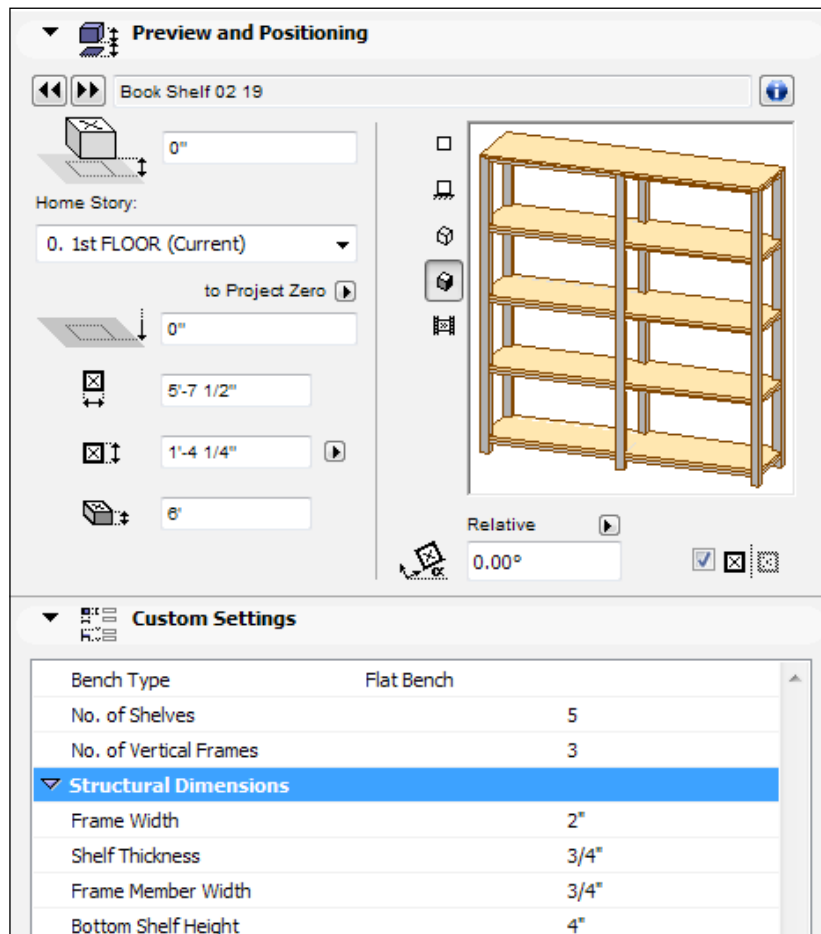 Preview and Positioning
Book Shelf 02 19
0"
Home Story:
0. 1st FLOOR (Current)
to Project Zero
0"
5'-7 1/2"
1'-4 1/4"
6'
Relative
α
0.00°
Custom Settings
Bench Type Flat Bench
No. of Shelves 5
No. of Vertical Frames 3
Structural Dimensions
Frame Width 2"
Shelf Thickness 3/4"
Frame Member Width 3/4"
Bottom Shelf Height 4"